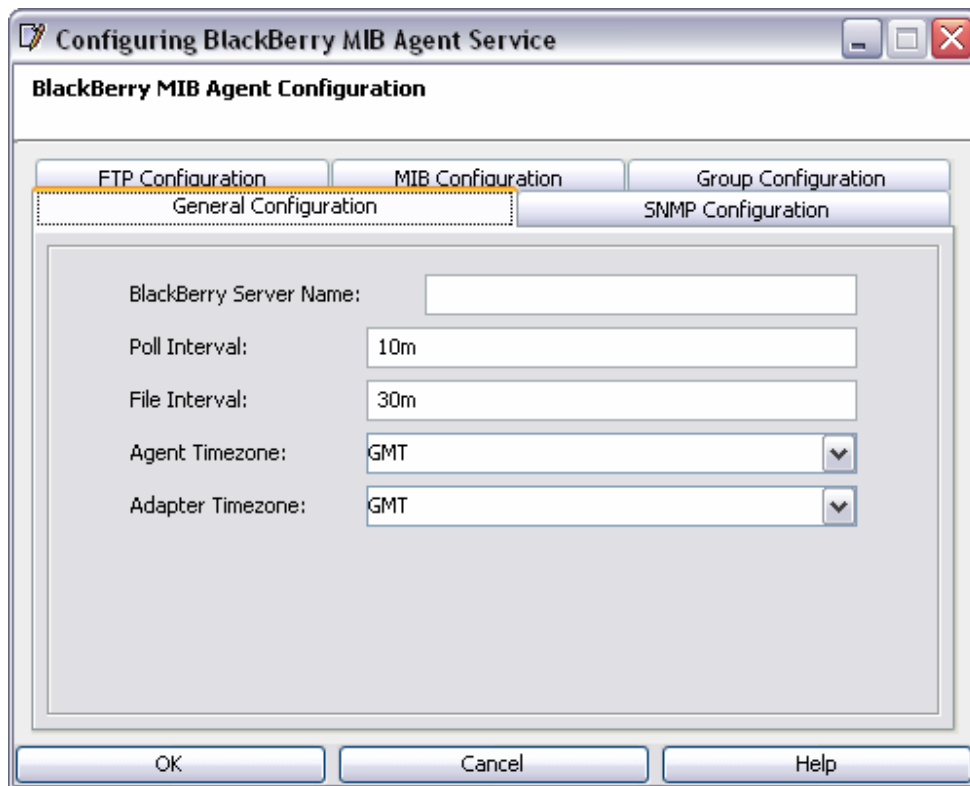 Configuring BlackBerry MIB Agent Service
BlackBerry MIB Agent Configuration
FTP Configuration MIB Configuration Group Configuration
General Configuration SNMP Configuration
BlackBerry Server Name:
Poll Interval: 10m
File Interval: 30m
Agent Timezone: GMT
Adapter Timezone: GMT
OK Cancel Help